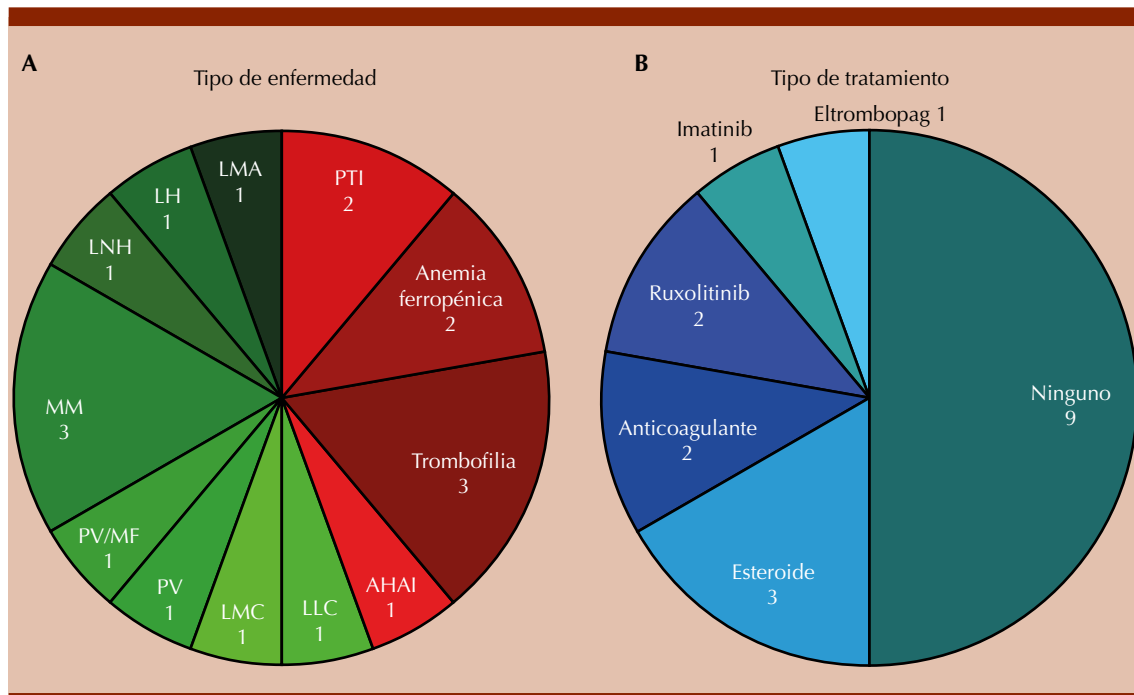 A
Tipo de enfermedad
PTI
2
Anemia
ferropénica
2
Trombofilia
3
AHAI
1
LLC
1
LMC
1
PV
1
PV/MF
1
MM
3
LNH
1
LH
1
LMA
1
B
Tipo de tratamiento
Ninguno
9
Esteroide
3
Anticoagulante
2
Ruxolitinib
2
Imatinib
1
Eltrombopag 1